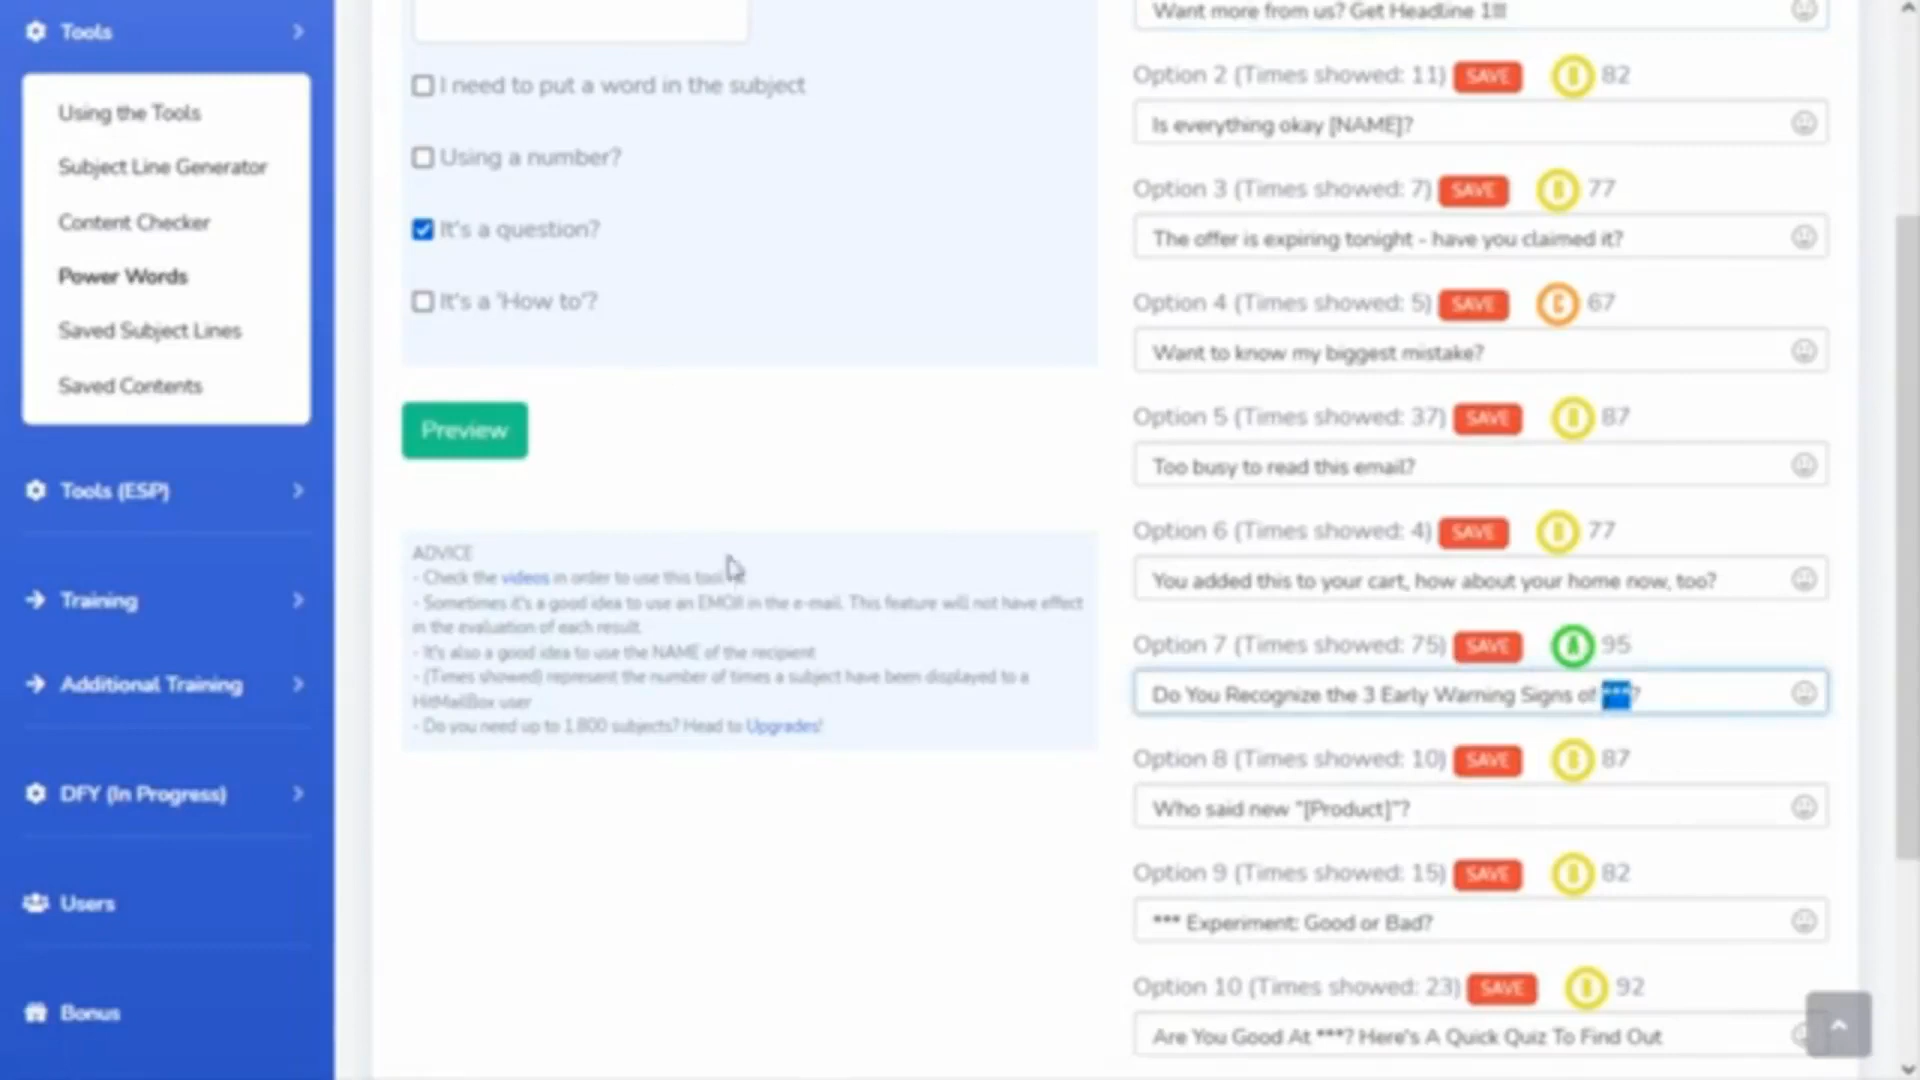 Tools
Using the Tools
Subject Line Generator
Content Checker
Power Words
Saved Subject Lines
Saved Contents
Tools (ESP)
Training
Additional Training
DFY (In Progress)
Users
Bonus
I need to put a word in the subject
Using a number?
It's a question?
It's a 'How to'?
Preview
ADVICE
- Check the videos in order to use this tool
- Sometimes it's a good idea to use an EMOJI in the e-mail. This feature will not have effect
in the evaluation of each result.
- It's also a good idea to use the NAME of the recipient
- (Times showed) represent the number of times a subject have been displayed to a
HitMailBox user
- Do you need up to 1.800 subjects? Head to Upgrades!
Want more from us? Get Headline 1!!!
Option 2 (Times showed: 11) SAVE B 82
Is everything okay [NAME]?
Option 3 (Times showed: 7) SAVE B 77
The offer is expiring tonight - have you claimed it?
Option 4 (Times showed: 5) SAVE C 67
Want to know my biggest mistake?
Option 5 (Times showed: 37) SAVE B 87
Too busy to read this email?
Option 6 (Times showed: 4) SAVE B 77
You added this to your cart, how about your home now, too?
Option 7 (Times showed: 75) SAVE A 95
Do You Recognize the 3 Early Warning Signs of ***?
Option 8 (Times showed: 10) SAVE B 87
Who said new "[Product]"?
Option 9 (Times showed: 15) SAVE B 82
*** Experiment: Good or Bad?
Option 10 (Times showed: 23) SAVE B 92
Are You Good At ***? Here's A Quick Quiz To Find Out